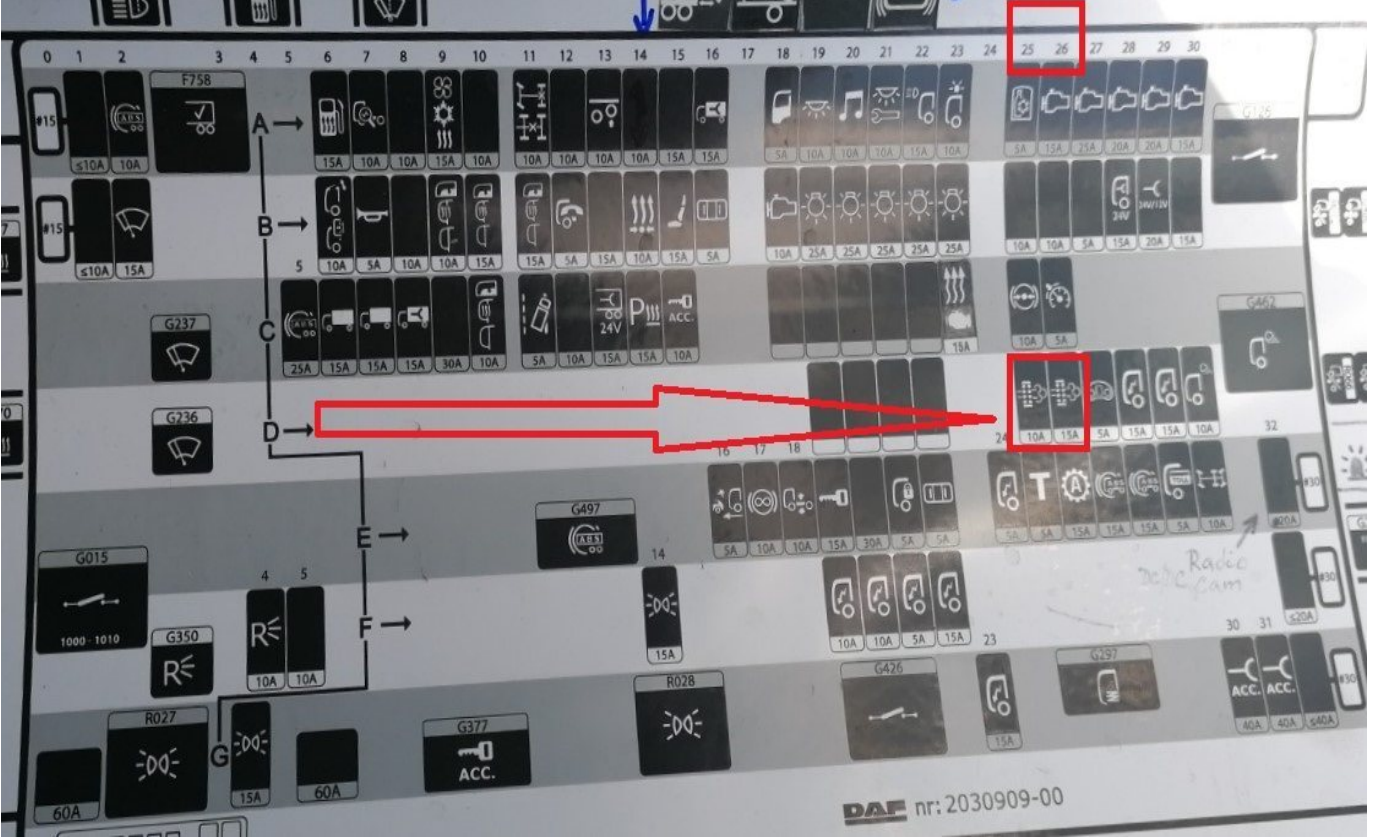 0 1 2 3 4 5 6 7 8 9 10 11 12 13 14 15 16 17 18 19 20 21 22 23 24 25 26 27 28 29 30
F758
#15
A
≤10A 10A 15A 10A 10A 15A 10A 10A 10A 10A 10A 15A 15A 5A 10A 10A 10A 15A 10A 5A 15A 25A 20A 20A 15A
G126
#15
B
24V 24V/12V
≤10A 15A 10A 5A 10A 10A 15A 15A 5A 15A 10A 15A 5A 10A 25A 25A 25A 25A 25A 10A 10A 5A 15A 20A 15A
5
G237
C
ABS
24V P ACC.
25A 15A 15A 15A 30A 10A 5A 10A 15A 15A 10A 15A 10A 5A
G462
G236
D
10A 15A 5A 15A 15A 10A
16 17 18 24 32
E
G497
ABS
T A ABS ABS TOLL
#30
5A 10A 10A 15A 30A 5A 5A 5A 5A 15A 15A 15A 5A 10A
Radio
DCDC Cam
G015
1000 - 1010
G350
R
4 5
R
10A 10A
F
14
15A
10A 10A 5A 15A
#30
≤20A
23 30 31
G
R027
60A
15A
60A
G377
ACC.
R028
G426
15A
G297
ACC. ACC.
#30
40A 40A ≤40A
DAF nr: 2030909-00